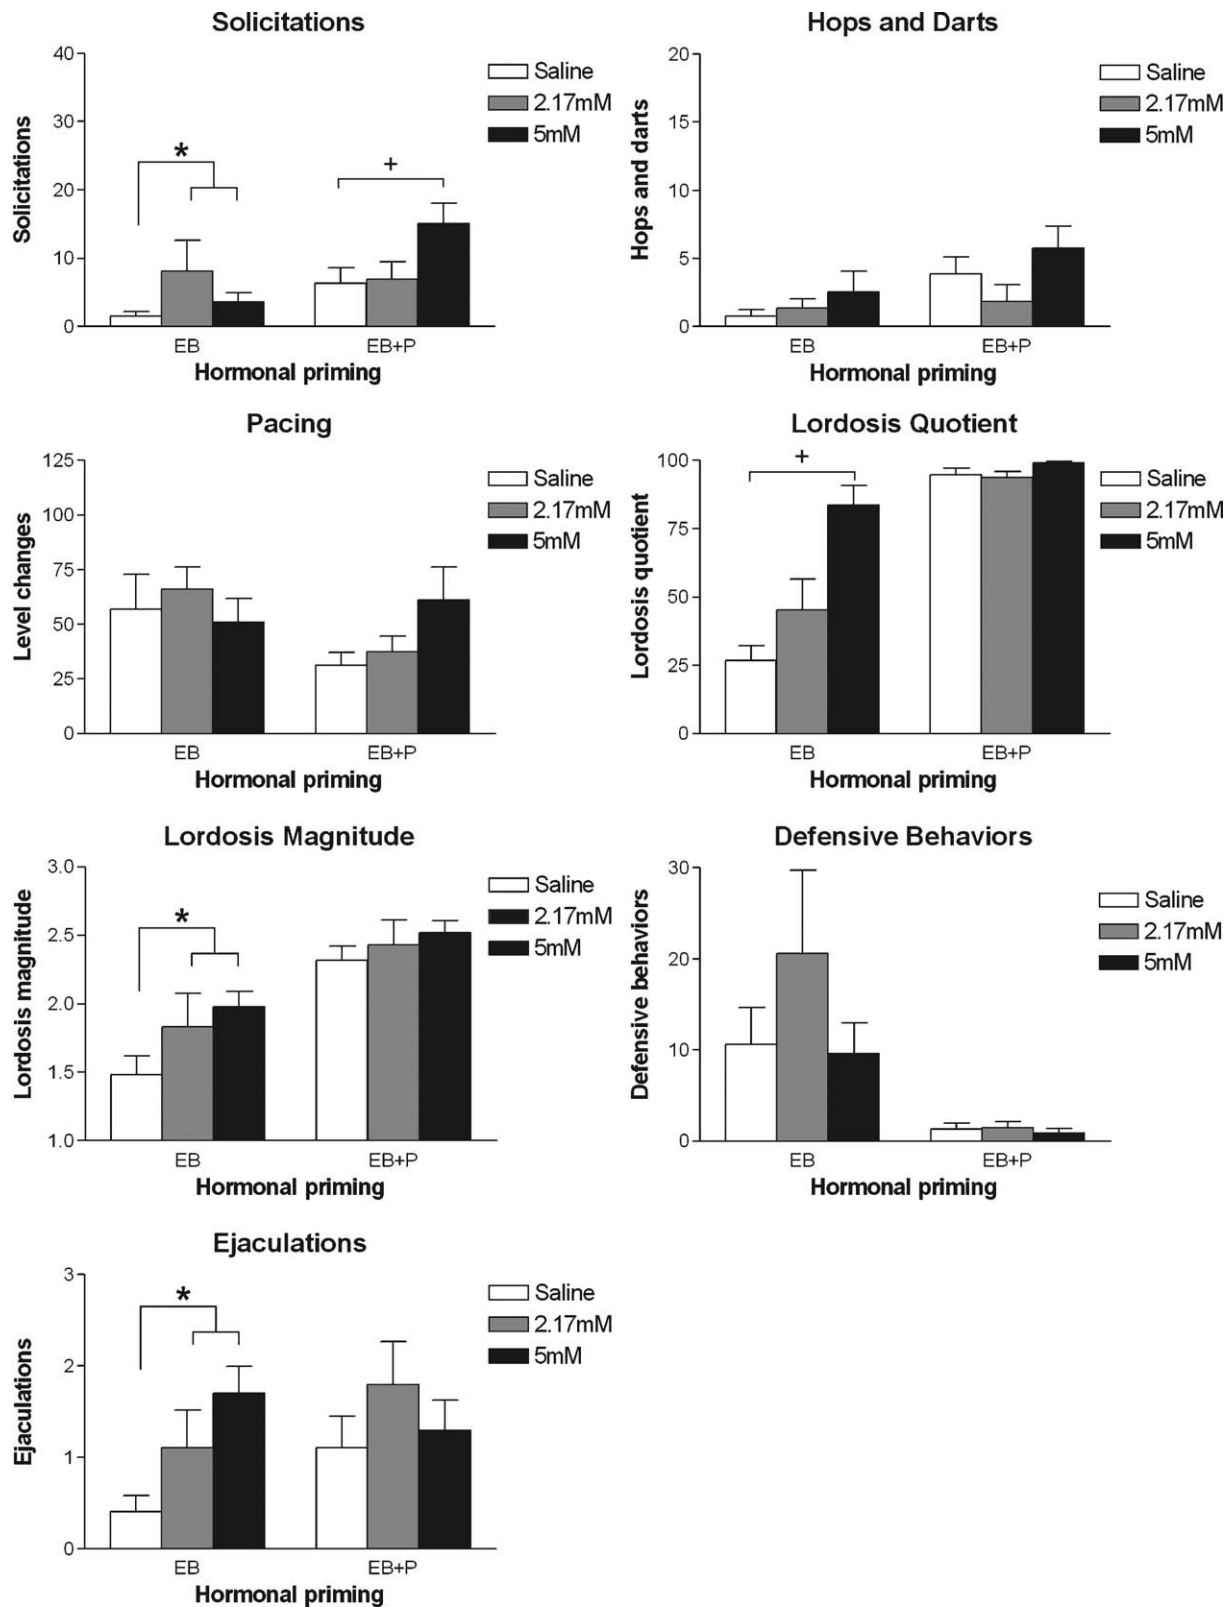 Solicitations
Solicitations
40
30
20
10
0
*
+
Saline
2.17mM
5mM
EB
EB+P
Hormonal priming
Hops and Darts
Hops and darts
20
15
10
5
0
Saline
2.17mM
5mM
EB
EB+P
Hormonal priming
Pacing
Level changes
125
100
75
50
25
0
Saline
2.17mM
5mM
EB
EB+P
Hormonal priming
Lordosis Quotient
Lordosis quotient
100
75
50
25
0
+
Saline
2.17mM
5mM
EB
EB+P
Hormonal priming
Lordosis Magnitude
Lordosis magnitude
3.0
2.5
2.0
1.5
1.0
*
Saline
2.17mM
5mM
EB
EB+P
Hormonal priming
Defensive Behaviors
Defensive behaviors
30
20
10
0
Saline
2.17mM
5mM
EB
EB+P
Hormonal priming
Ejaculations
Ejaculations
3
2
1
0
*
Saline
2.17mM
5mM
EB
EB+P
Hormonal priming